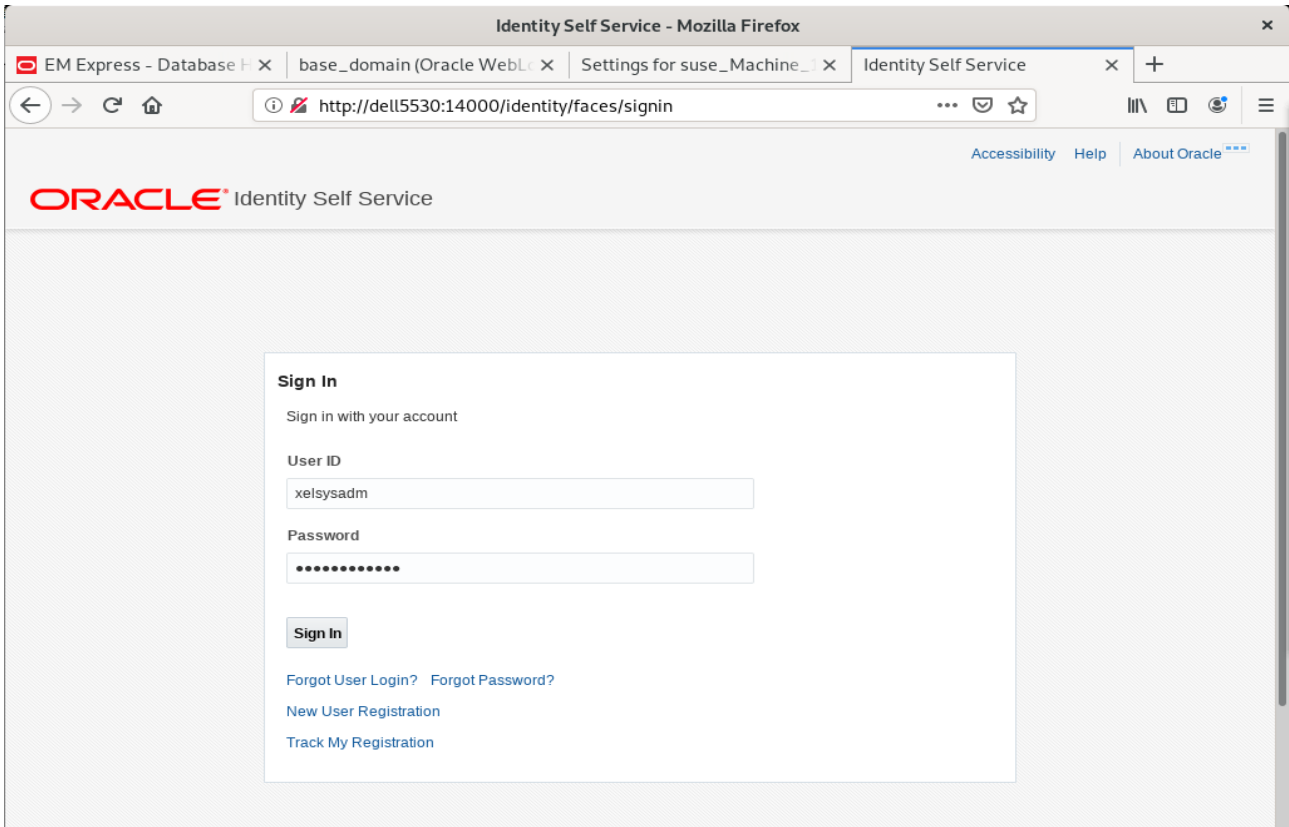 Identity Self Service - Mozilla Firefox
EM Express - Database H base_domain (Oracle WebLo Settings for suse_Machine_1 Identity Self Service
http://dell5530:14000/identity/faces/signin
Accessibility Help About Oracle
ORACLE Identity Self Service
Sign In
Sign in with your account
User ID
xelsysadm
Password
••••••••••••
Sign In
Forgot User Login? Forgot Password?
New User Registration
Track My Registration